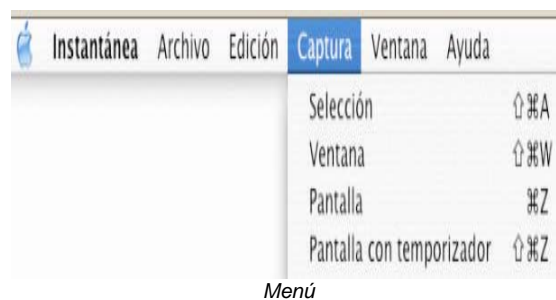 Instantánea Archivo Edición Captura Ventana Ayuda
Selección ⇧⌘A
Ventana ⇧⌘W
Pantalla ⌘Z
Pantalla con temporizador ⇧⌘Z
Menú